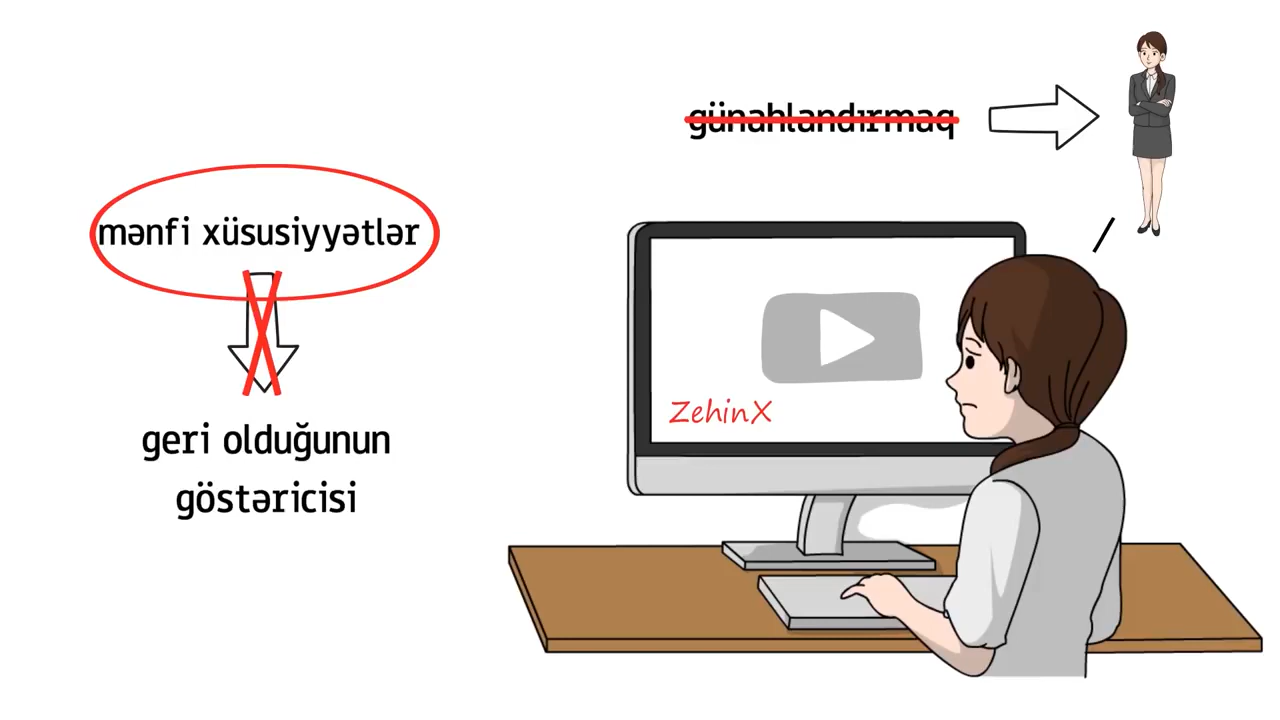 günahlandırmaq
mənfi xüsusiyyətlər
ZehinX
geri olduğunun
göstəricisi